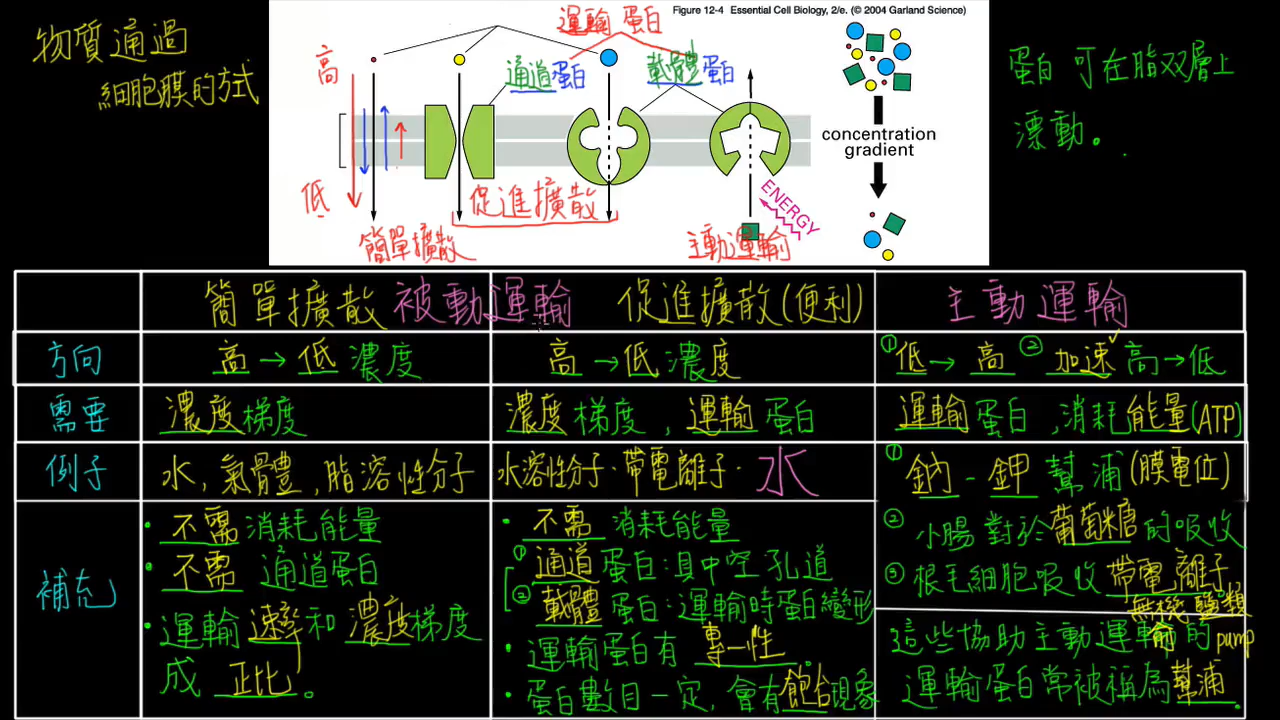 物質通過
細胞膜的方式
Figure 12-4 Essential Cell Biology, 2/e. (© 2004 Garland Science)
運輸蛋白
高
通道蛋白
載體蛋白
低
簡單擴散
促進擴散
ENERGY
主動運輸
concentration
gradient
蛋白可在脂双層上
漂動。
簡單擴散 被動運輸 促進擴散(便利) 主動運輸
方向 高→低濃度 高→低濃度 ①低→高 ②加速高→低
需要 濃度梯度 濃度梯度,運輸蛋白 運輸蛋白,消耗能量(ATP)
例子 水,氣體,脂溶性分子 水溶性分子·帶電離子·水 ①鈉-鉀幫浦(膜電位)
②小腸對於葡萄糖的吸收
③根毛細胞吸收帶電離子
無機鹽類
補充
·不需消耗能量
·不需通道蛋白
·運輸速率和濃度梯度
成正比。
·不需消耗能量
①通道蛋白:具中空孔道
②載體蛋白:運輸時蛋白變形
·運輸蛋白有專一性。
·蛋白數目一定,會有飽合現象
這些協助主動運輸的pump
運輸蛋白常被稱為幫浦。